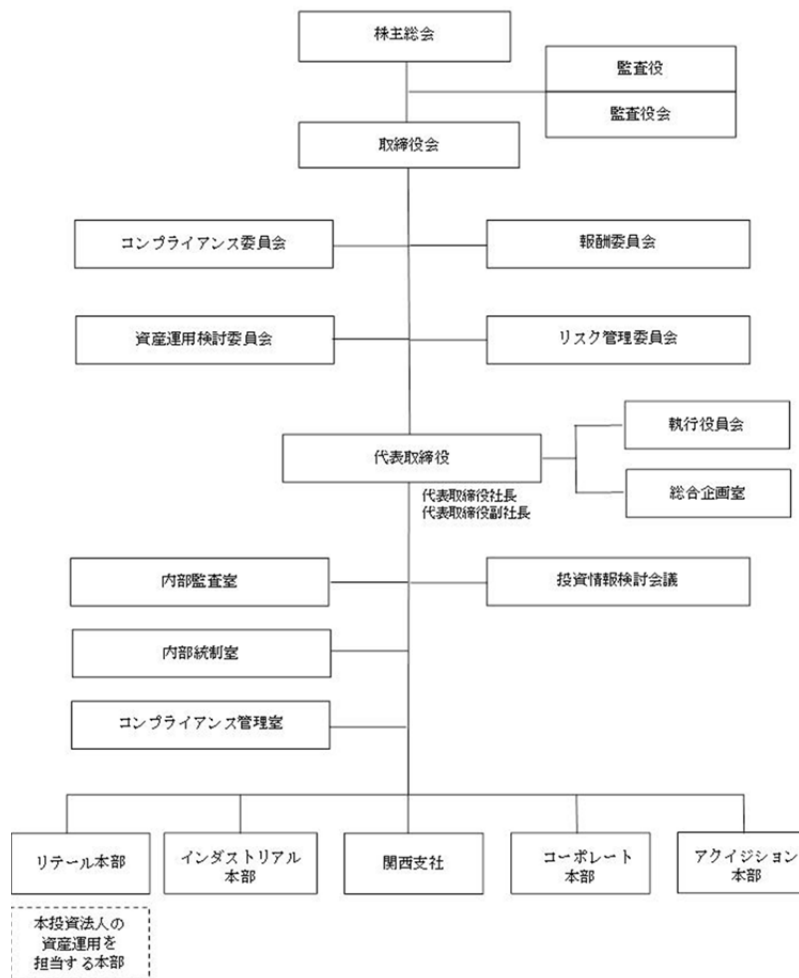 株主総会
監査役
監査役会
取締役会
コンプライアンス委員会
報酬委員会
資産運用検討委員会
リスク管理委員会
執行役員会
代表取締役
総合企画室
代表取締役社長
代表取締役副社長
内部監査室
投資情報検討会議
内部統制室
コンプライアンス管理室
リテール本部
インダストリアル
本部
関西支社
コーポレート
本部
アクイジション
本部
本投資法人の
資産運用を
担当する本部